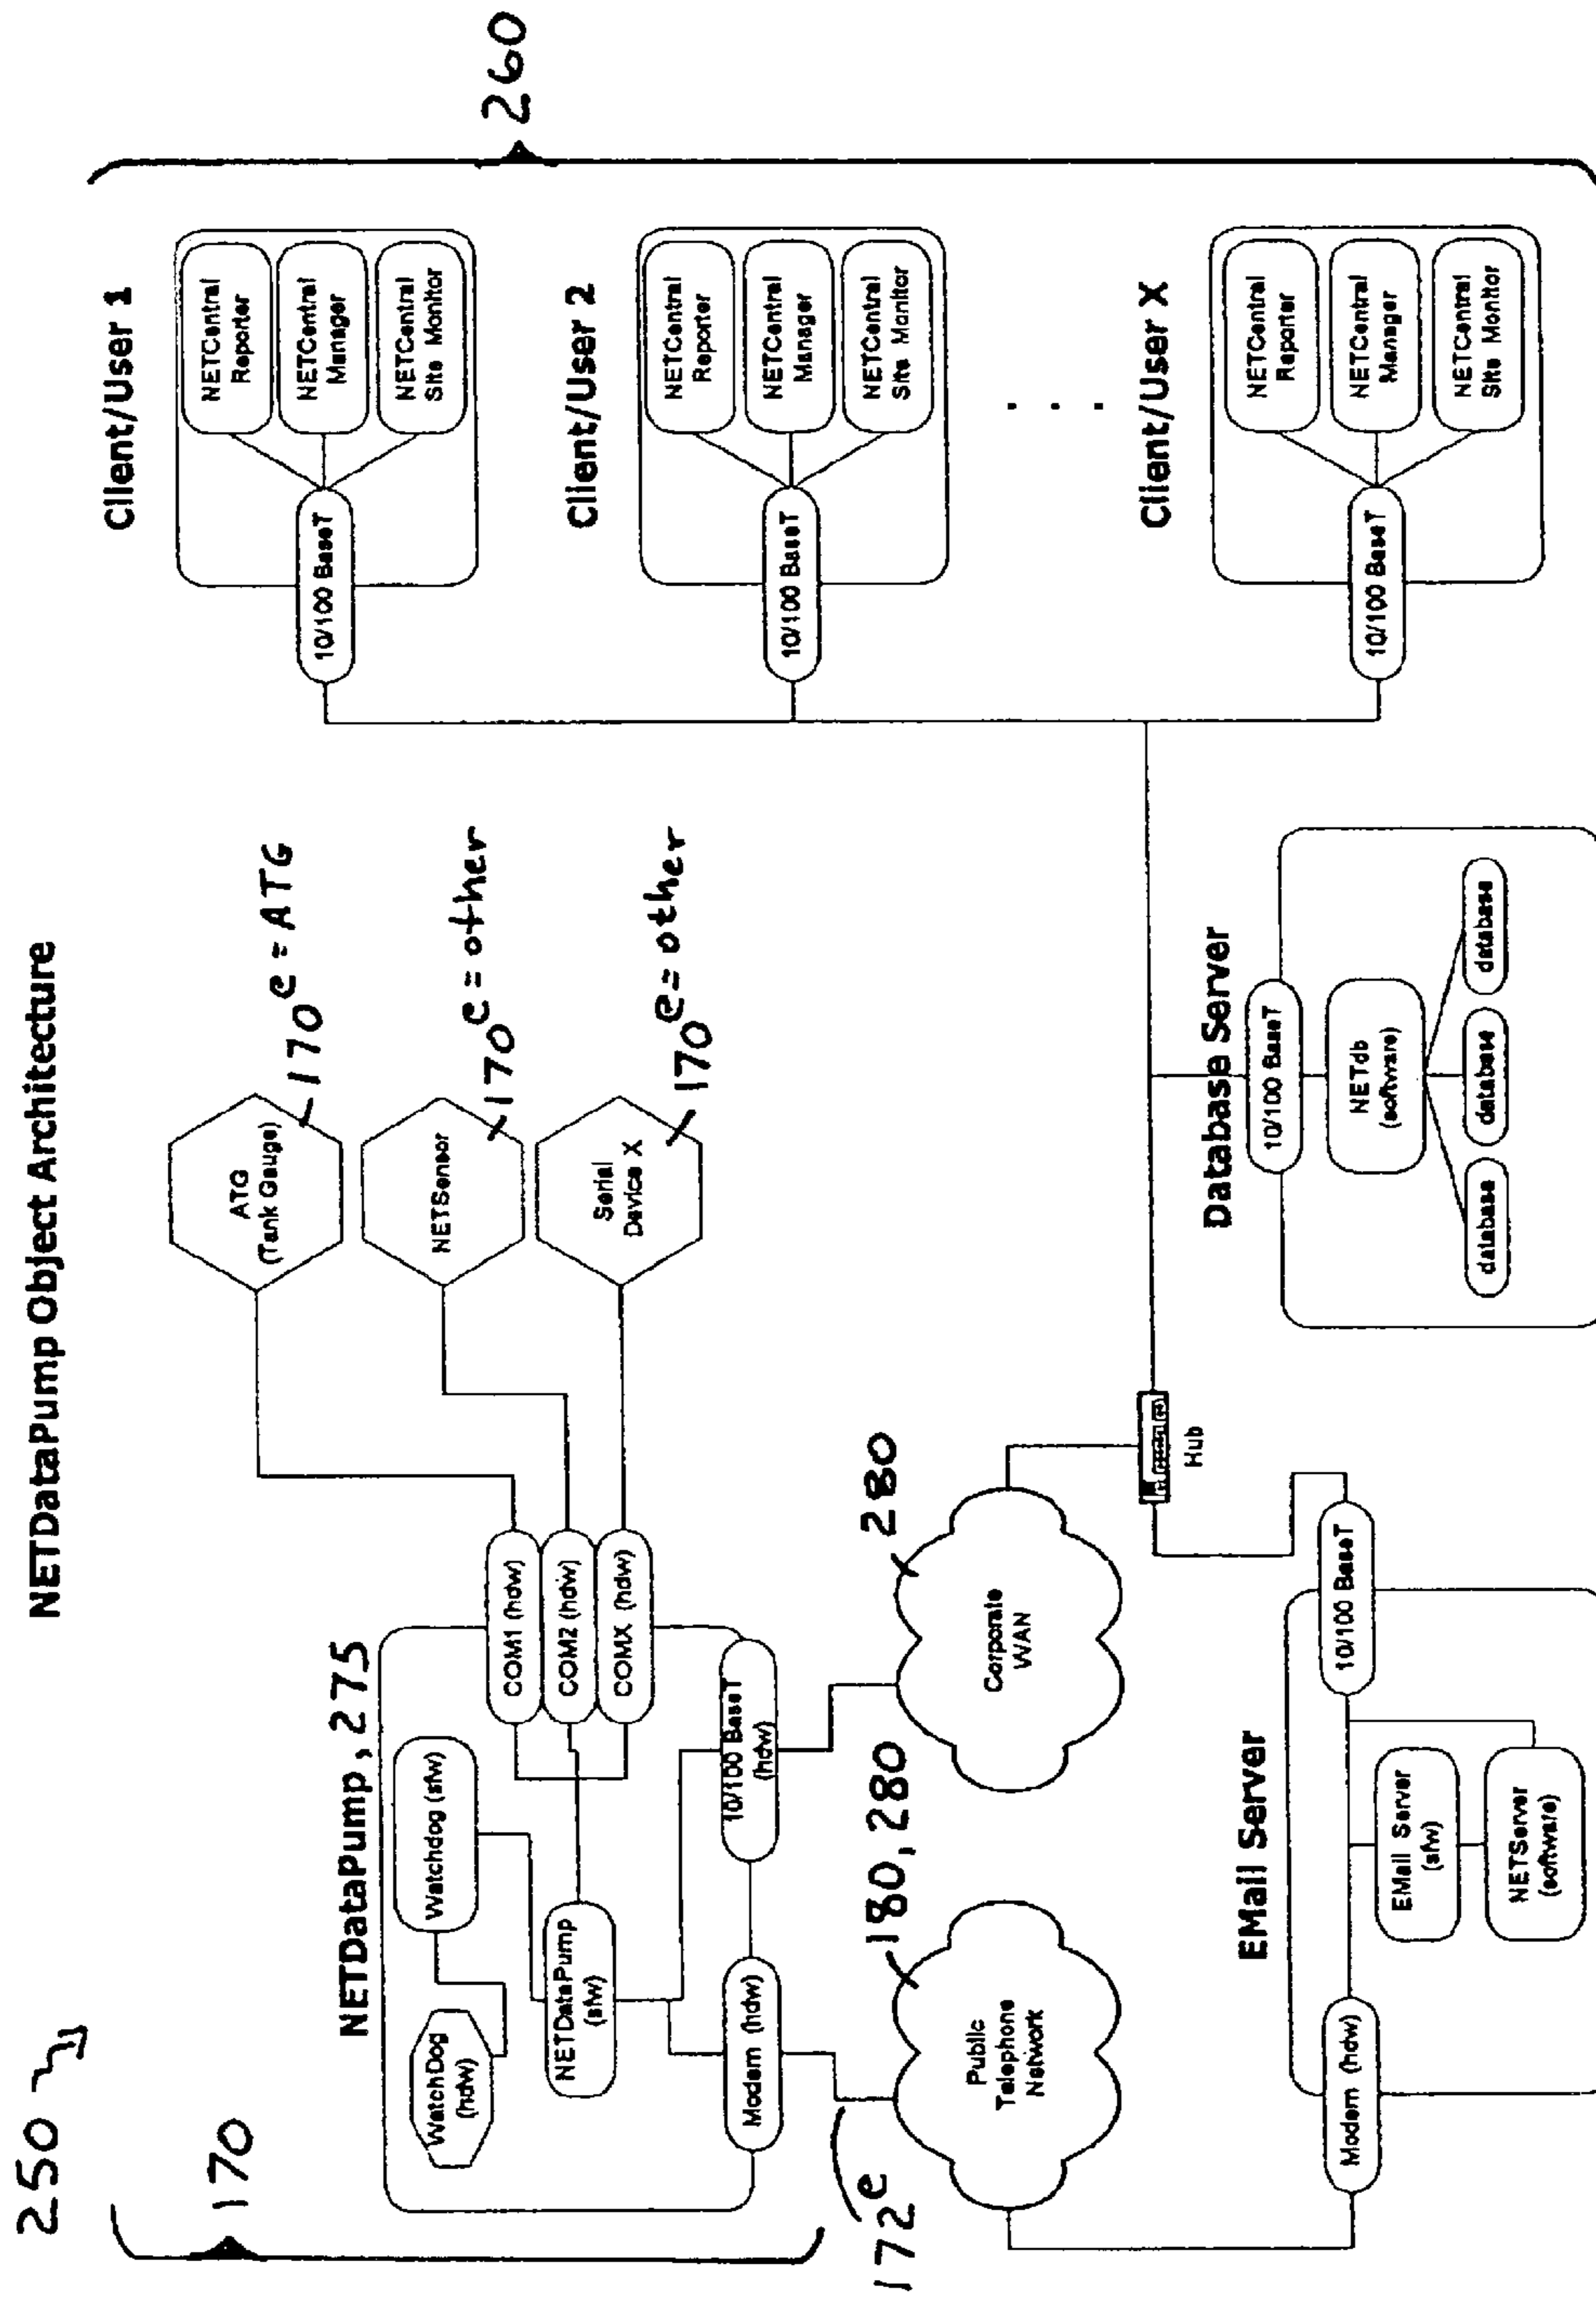 NETDataPump Object Architecture
250
170
NETDataPump, 275
WatchDog
(hdw)
Watchdog (sfw)
NETDataPump
(sfw)
COM1 (hdw)
COM2 (hdw)
COMX (hdw)
Modem (hdw)
10/100 BaseT
(hdw)
ATG
(Tank Gauge)
170 e = ATG
NETSensor
170 e = other
Serial
Device X
170 e = other
172 e
180, 280
Public
Telephone
Network
280
Corporate
WAN
Hub
EMail Server
Modem (hdw)
10/100 BaseT
EMail Server
(sfw)
NETServer
(software)
Database Server
10/100 BaseT
NETdb
(software)
database
database
database
Client/User 1
10/100 BaseT
NETCentral
Reporter
NETCentral
Manager
NETCentral
Site Monitor
Client/User 2
10/100 BaseT
NETCentral
Reporter
NETCentral
Manager
NETCentral
Site Monitor
. . .
Client/User X
10/100 BaseT
NETCentral
Reporter
NETCentral
Manager
NETCentral
Site Monitor
260